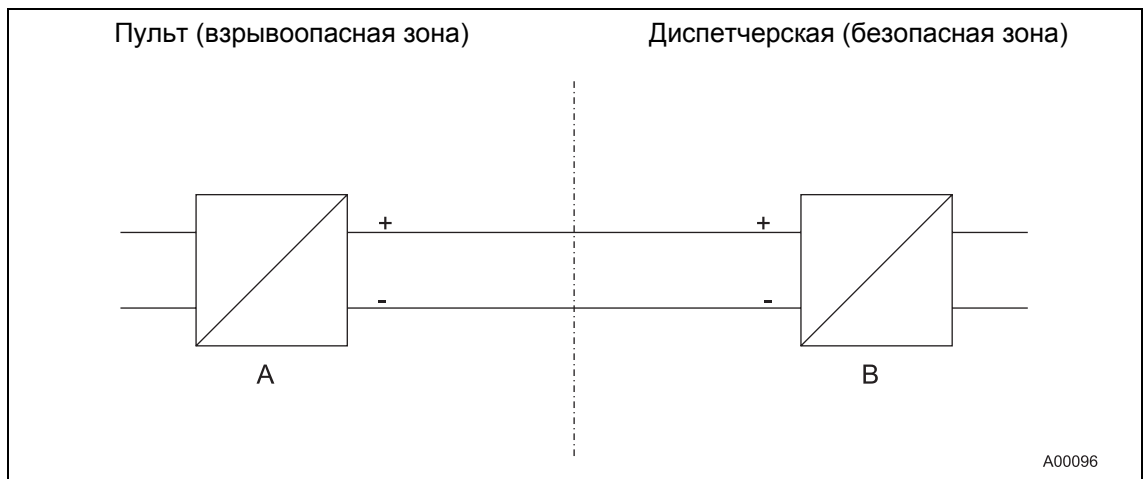 Пульт (взрывоопасная зона) Диспетчерская (безопасная зона)
+ +
- -
A B
A00096